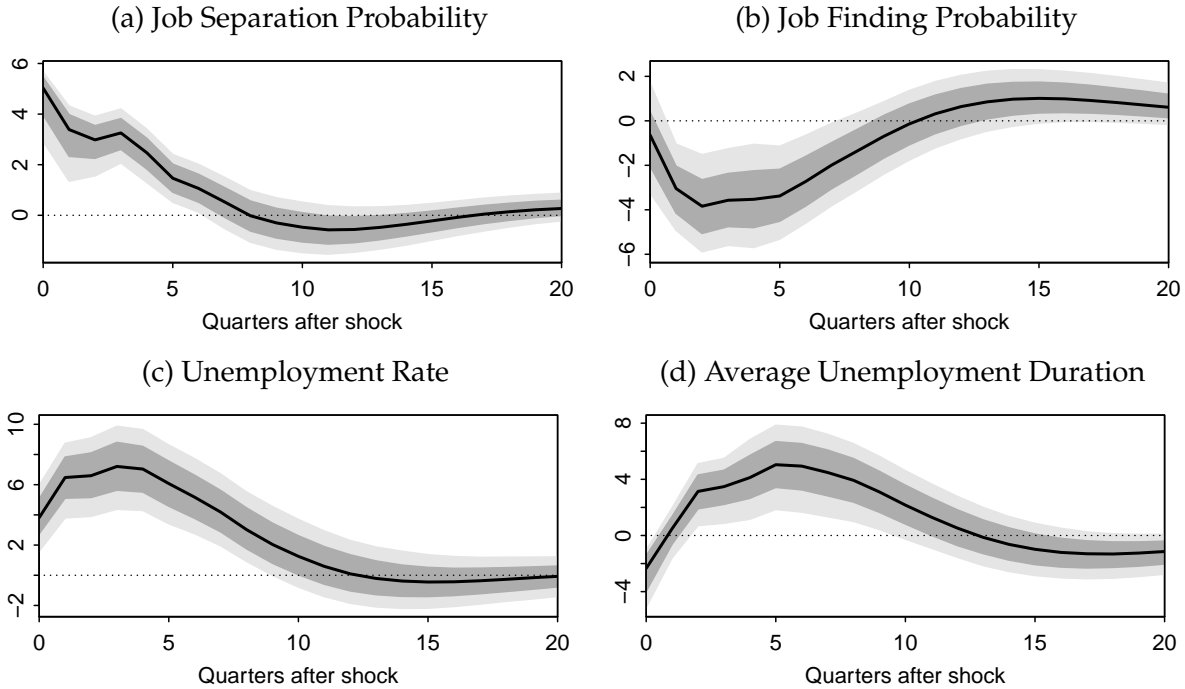 (a) Job Separation Probability
6
4
2
0
0 5 10 15 20
Quarters after shock
(b) Job Finding Probability
2
0
−2
−4
−6
0 5 10 15 20
Quarters after shock
(c) Unemployment Rate
10
6
2
−2
0 5 10 15 20
Quarters after shock
(d) Average Unemployment Duration
8
4
0
−4
0 5 10 15 20
Quarters after shock